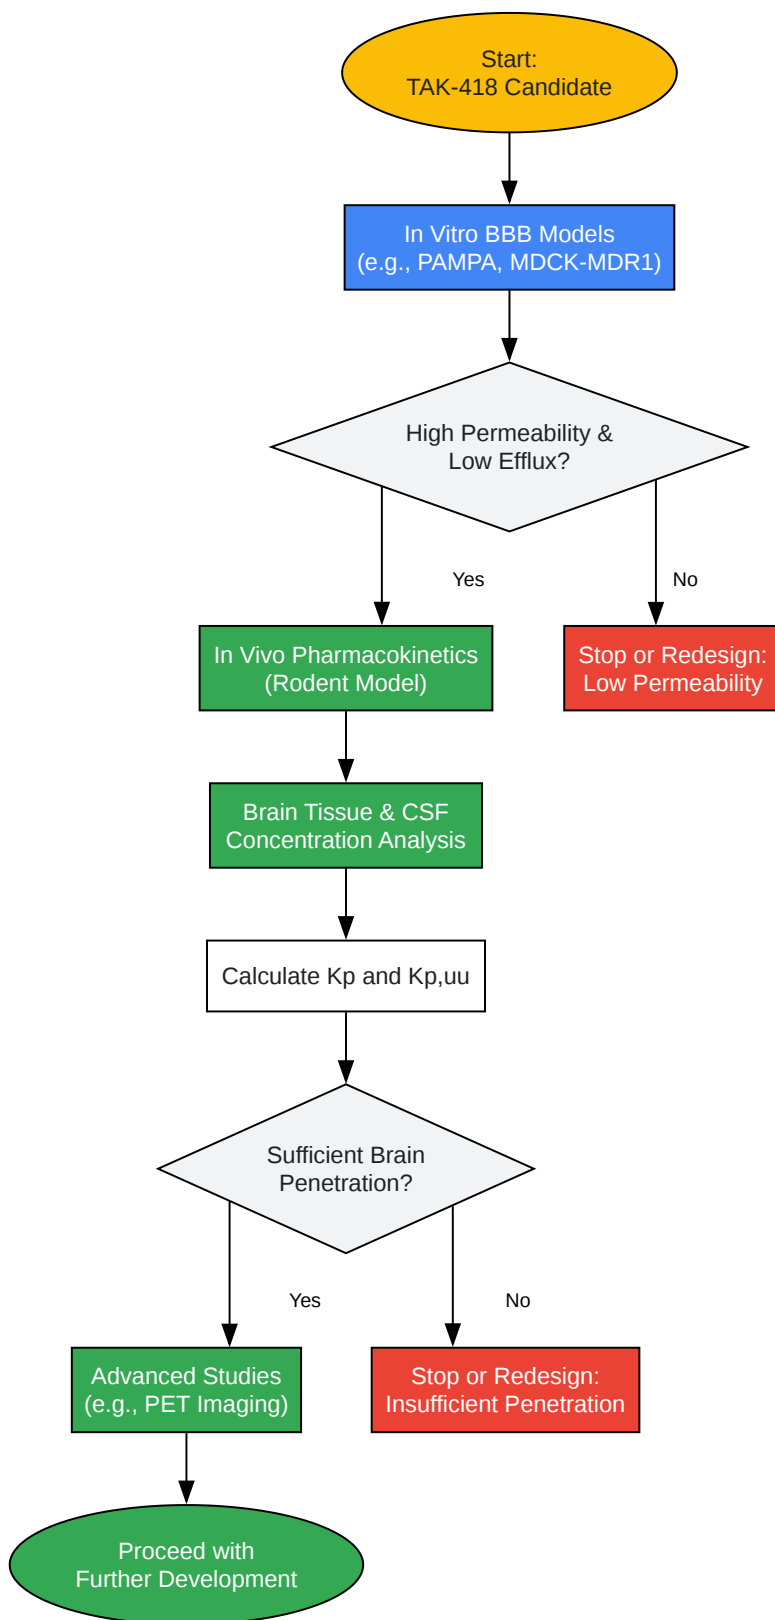 Start:
TAK-418 Candidate
In Vitro BBB Models
(e.g., PAMPA, MDCK-MDR1)
High Permeability &
Low Efflux?
Yes
No
In Vivo Pharmacokinetics
(Rodent Model)
Stop or Redesign:
Low Permeability
Brain Tissue & CSF
Concentration Analysis
Calculate Kp and Kp,uu
Sufficient Brain
Penetration?
Yes
No
Advanced Studies
(e.g., PET Imaging)
Stop or Redesign:
Insufficient Penetration
Proceed with
Further Development